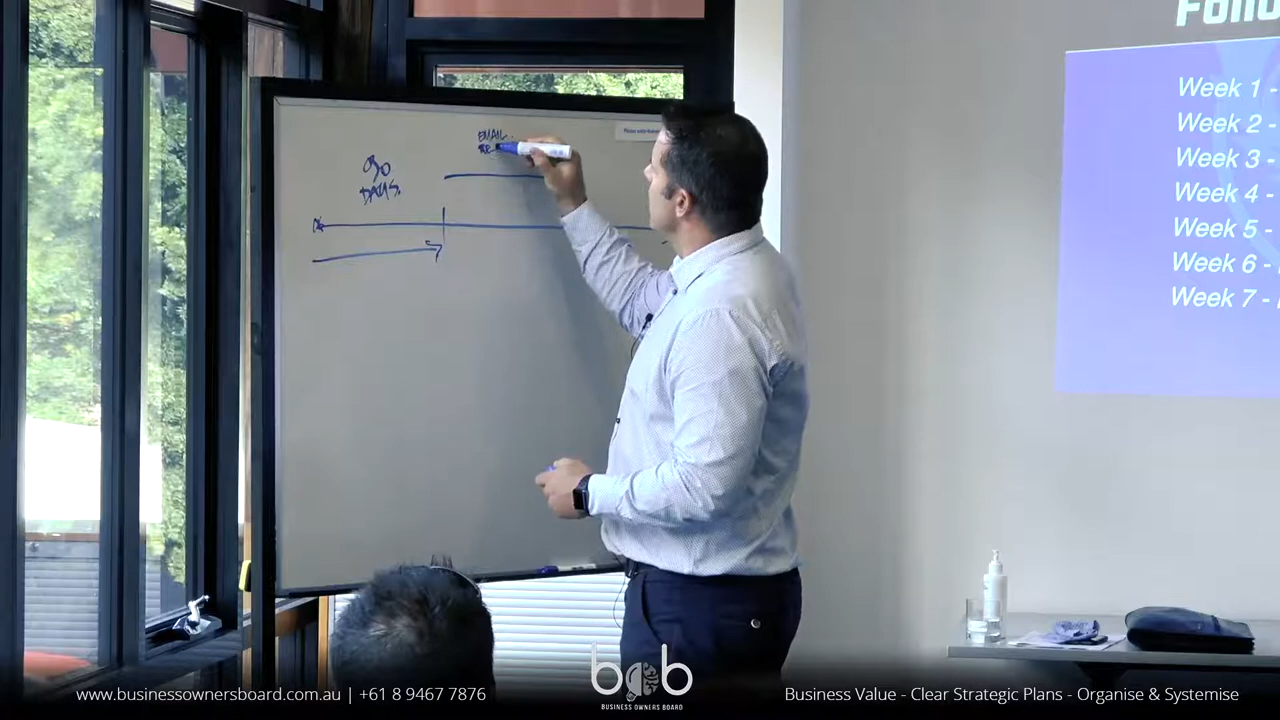 Follo
Week 1 -
Week 2 -
Week 3 -
Week 4 -
Week 5 -
Week 6 -
Week 7 -
EMAIL
90
DAYS.
bob
BUSINESS OWNERS BOARD
www.businessownersboard.com.au | +61 8 9467 7876
Business Value - Clear Strategic Plans - Organise & Systemise